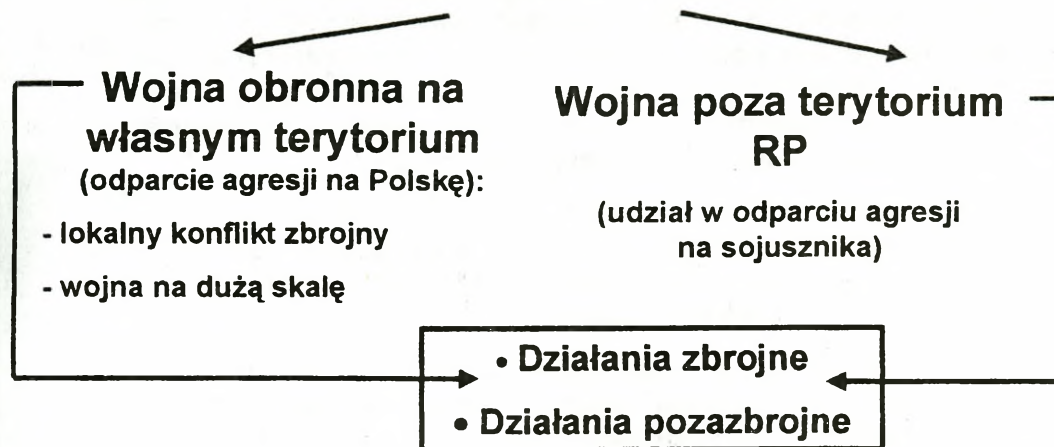 Wojna obronna na
własnym terytorium
(odparcie agresji na Polskę):
- lokalny konflikt zbrojny
- wojna na dużą skalę
Wojna poza terytorium
RP
(udział w odparciu agresji
na sojusznika)
• Działania zbrojne
• Działania pozazbrojne